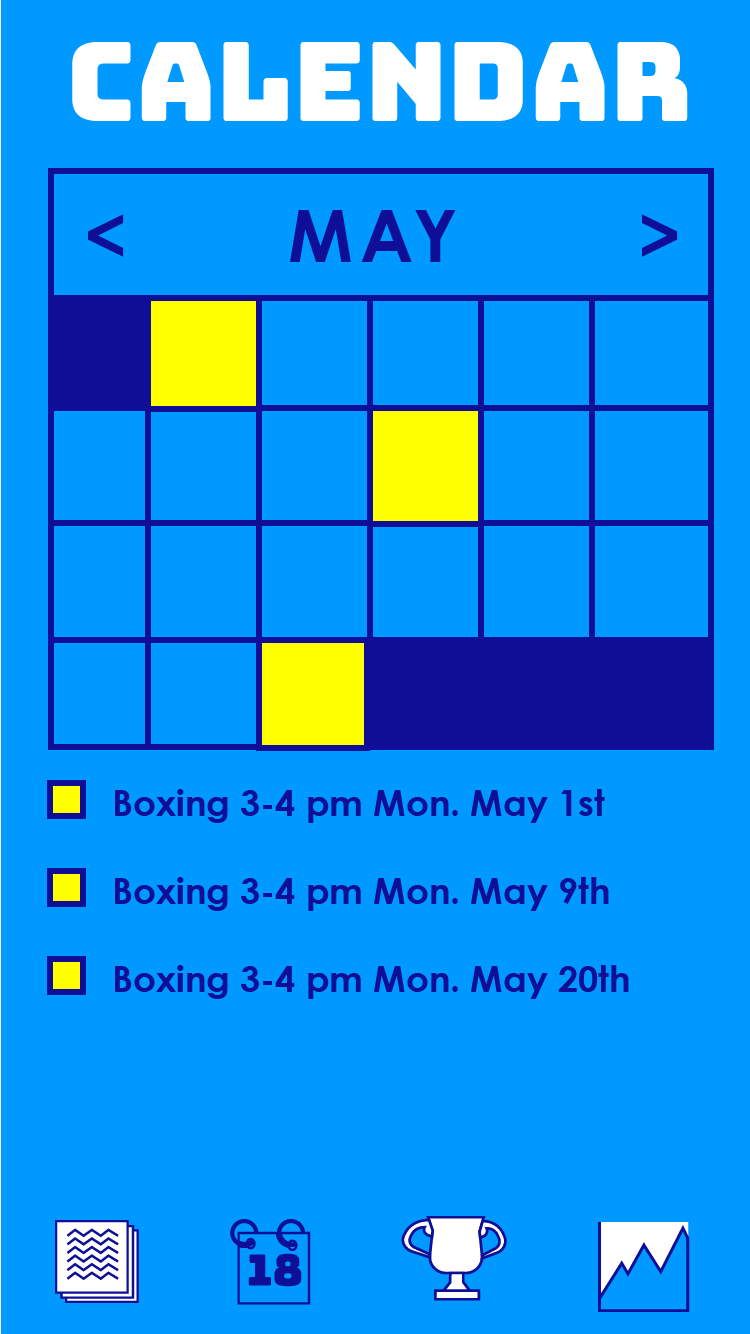 CALENDAR
< MAY >
Boxing 3-4 pm Mon. May 1st
Boxing 3-4 pm Mon. May 9th
Boxing 3-4 pm Mon. May 20th
18